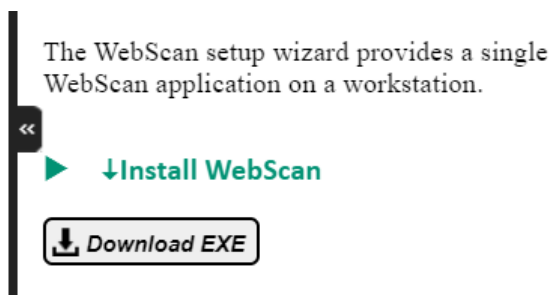 The WebScan setup wizard provides a single
WebScan application on a workstation.
«
▶ ↓Install WebScan
Download EXE